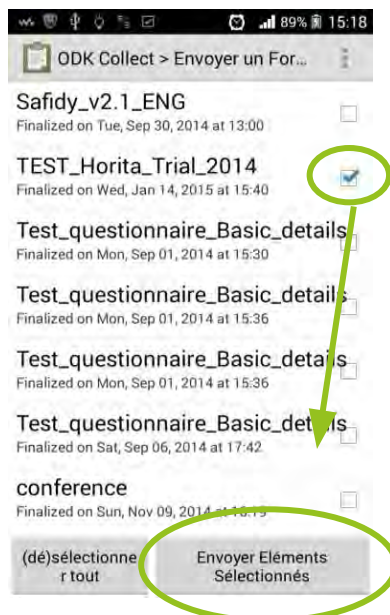 89% 15:18
ODK Collect > Envoyer un For...
Safidy_v2.1_ENG
Finalized on Tue, Sep 30, 2014 at 13:00
TEST_Horita_Trial_2014
Finalized on Wed, Jan 14, 2015 at 15:40
Test_questionnaire_Basic_details
Finalized on Mon, Sep 01, 2014 at 15:30
Test_questionnaire_Basic_details
Finalized on Mon, Sep 01, 2014 at 15:36
Test_questionnaire_Basic_details
Finalized on Mon, Sep 01, 2014 at 15:36
Test_questionnaire_Basic_details
Finalized on Sat, Sep 06, 2014 at 17:42
conference
Finalized on Sun, Nov 09, 2014 at
(dé)sélectionne
r tout
Envoyer Eléments
Sélectionnés